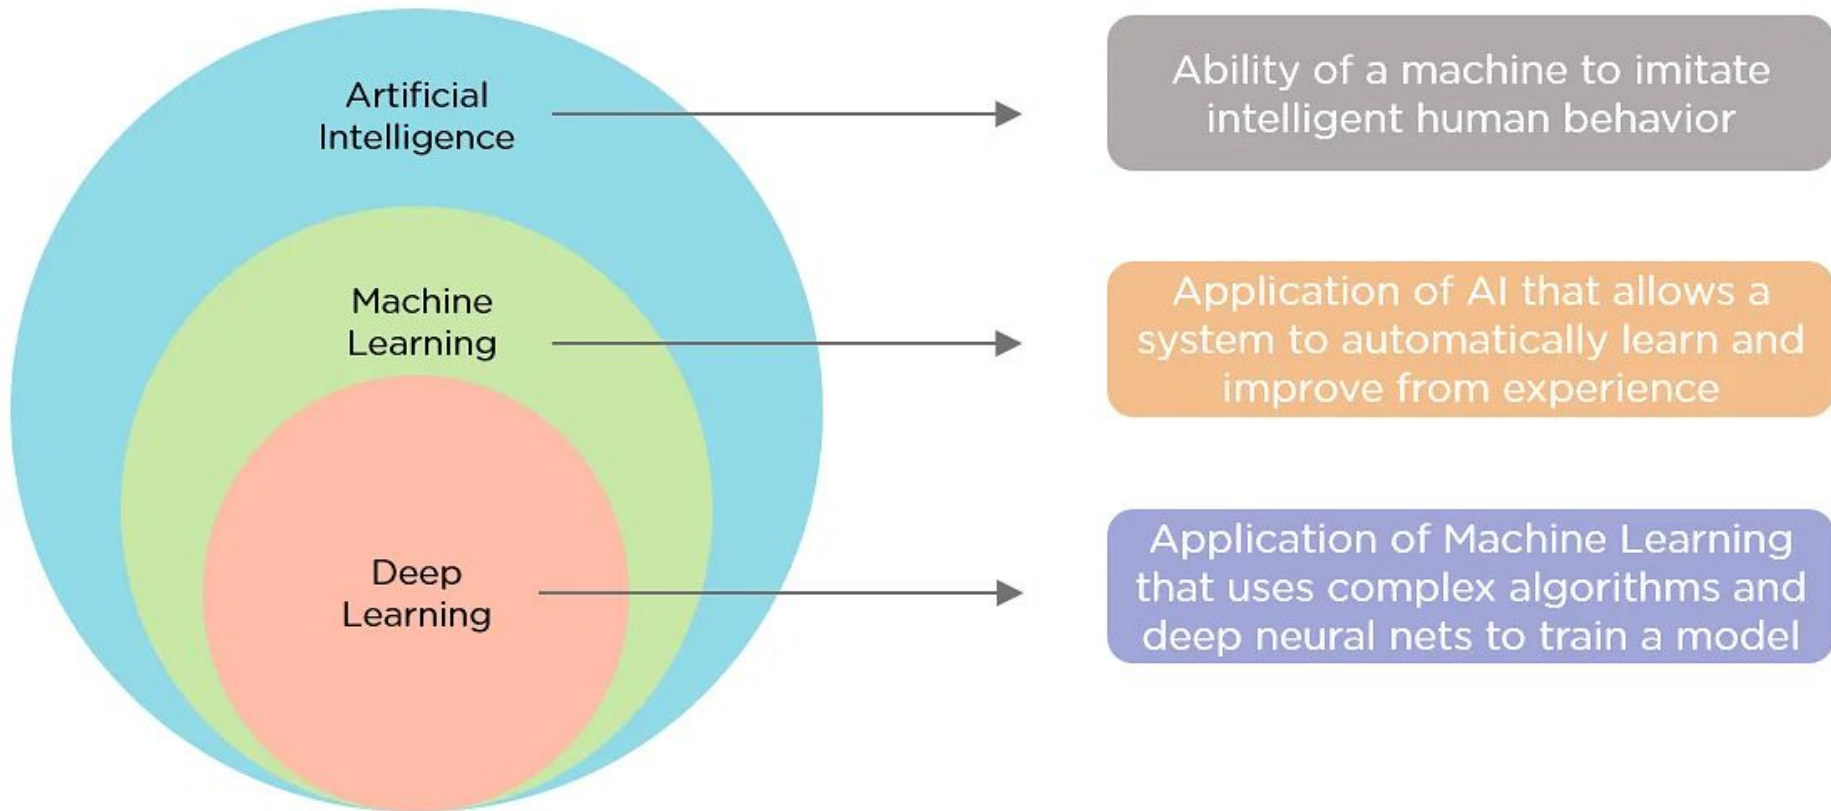 Artificial
Intelligence
Ability of a machine to imitate
intelligent human behavior
Machine
Learning
Application of AI that allows a
system to automatically learn and
improve from experience
Deep
Learning
Application of Machine Learning
that uses complex algorithms and
deep neural nets to train a model